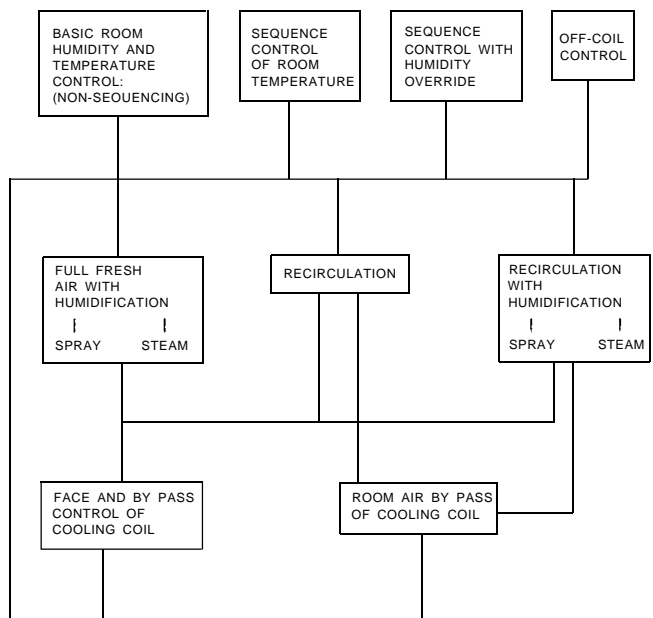 BASIC ROOM
HUMIDITY AND
TEMPERATURE
CONTROL:
(NON-SEOUENCING)
SEQUENCE
CONTROL
OF ROOM
TEMPERATURE
SEQUENCE
CONTROL WITH
HUMIDITY
OVERRIDE
OFF-COIL
CONTROL
FULL FRESH
AIR WITH
HUMIDIFICATION
SPRAY STEAM
RECIRCULATION
RECIRCULATION
WITH
HUMIDIFICATION
SPRAY STEAM
FACE AND BY PASS
CONTROL OF
COOLING COIL
ROOM AIR BY PASS
OF COOLING COIL